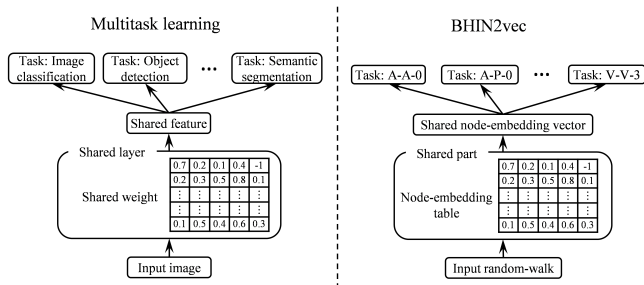 Multitask learning
Task: Image classification
Task: Object detection
...
Task: Semantic segmentation
Shared feature
Shared layer
Shared weight
0.7 0.2 0.1 0.4 -1
0.2 0.3 0.5 0.8 0.1
⋮ ⋮ ⋮ ⋮ ⋮
⋮ ⋮ ⋮ ⋮ ⋮
0.1 0.5 0.4 0.6 0.3
Input image
BHIN2vec
Task: A-A-0
Task: A-P-0
...
Task: V-V-3
Shared node-embedding vector
Shared part
Node-embedding table
0.7 0.2 0.1 0.4 -1
0.2 0.3 0.5 0.8 0.1
⋮ ⋮ ⋮ ⋮ ⋮
⋮ ⋮ ⋮ ⋮ ⋮
0.1 0.5 0.4 0.6 0.3
Input random-walk